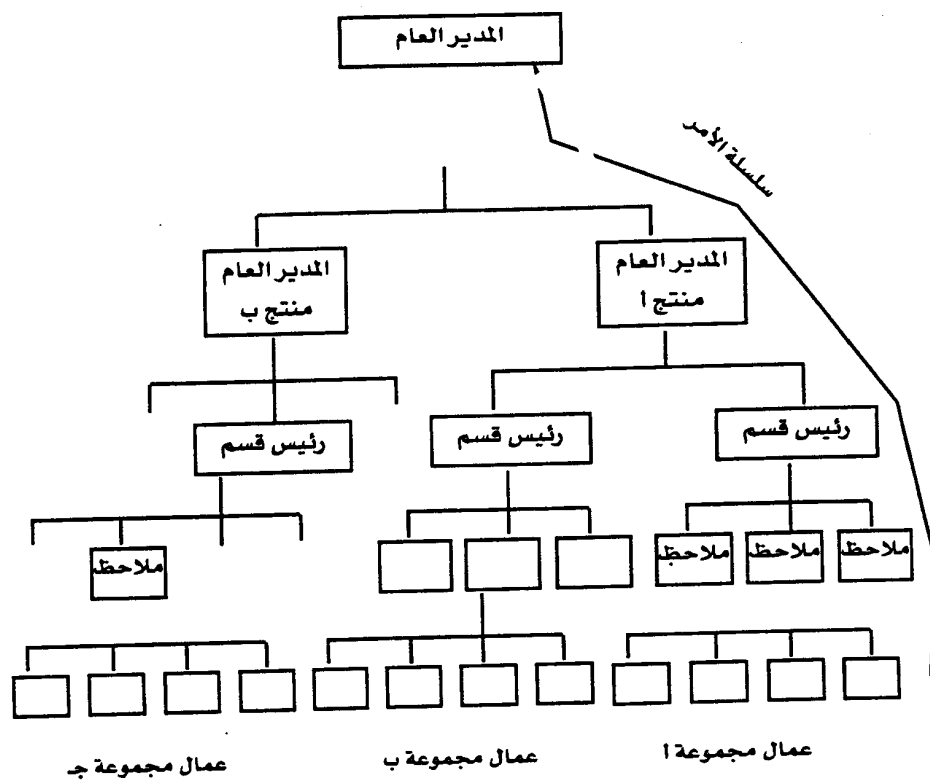 المدير العام
سلسلة الأمر
المدير العام
منتج أ
المدير العام
منتج ب
رئيس قسم
رئيس قسم
رئيس قسم
ملاحظ
ملاحظ
ملاحظ
ملاحظ
عمال مجموعة ا
عمال مجموعة ب
عمال مجموعة جـ